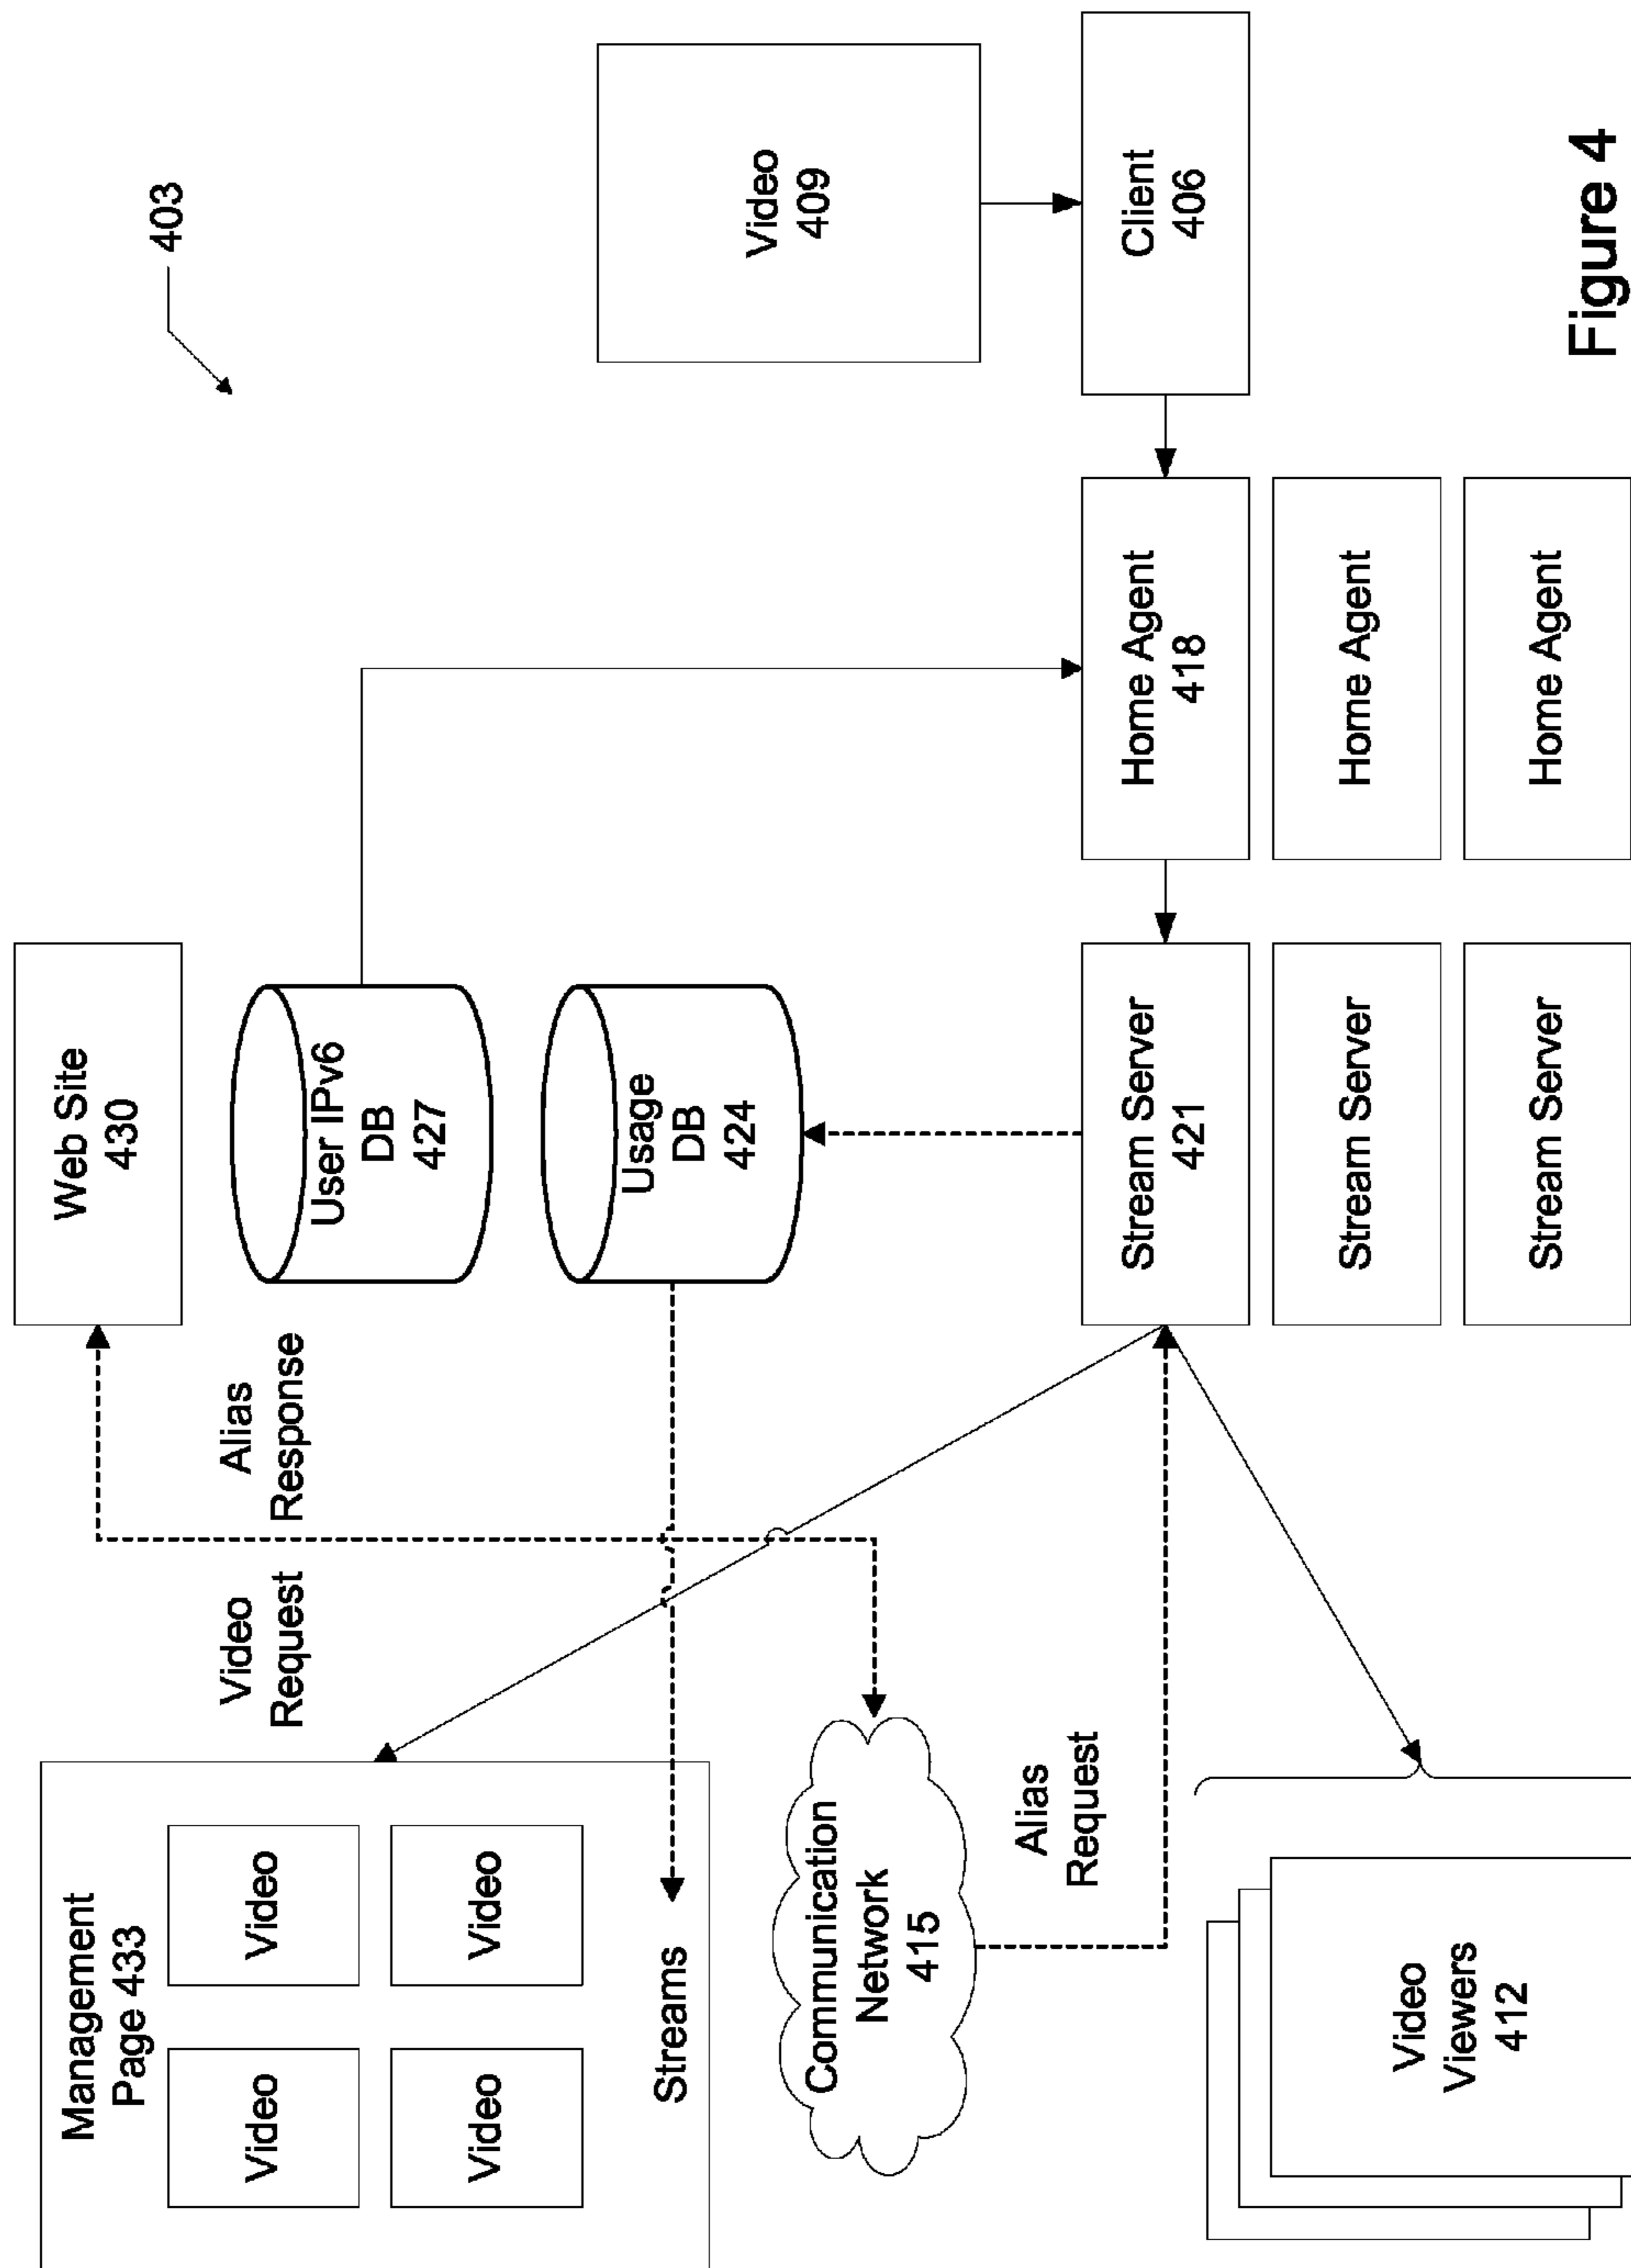 403
Management
Page 433
Video
Video
Video
Video
Streams
Video
Request
Alias
Response
Web Site
430
User IPv6
DB
427
Usage
DB
424
Video
409
Communication
Network
415
Alias
Request
Video
Viewers
412
Stream Server
421
Stream Server
Stream Server
Home Agent
418
Home Agent
Home Agent
Client
406
Figure 4